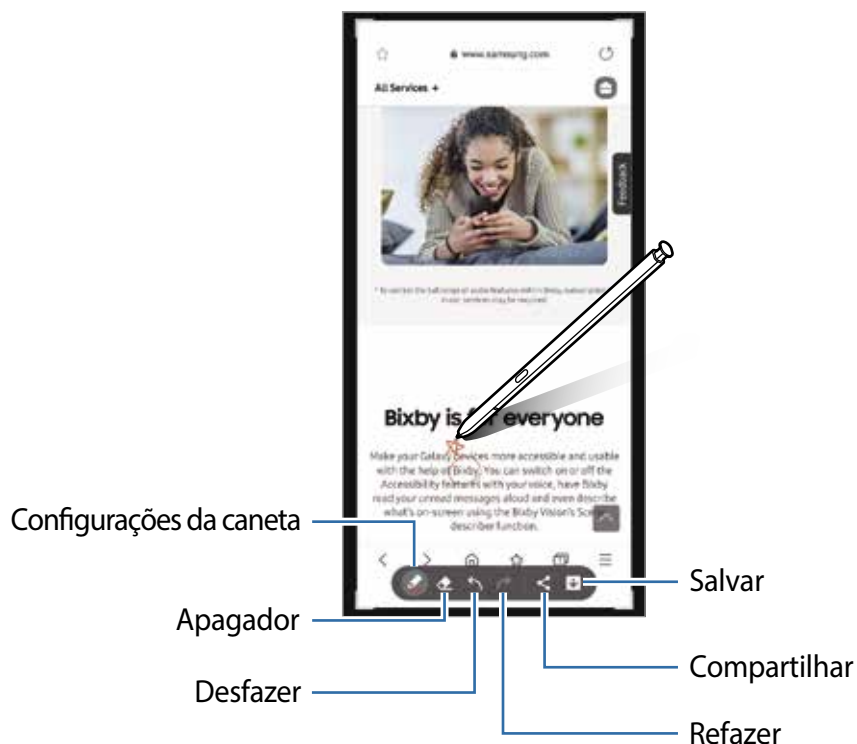 www.samsung.com
All Services +
Feedback
Bixby is for everyone
Make your Galaxy devices more accessible and usable
with the help of Bixby. You can switch on or off the
Accessibility features with your voice, have Bixby
read your unread messages aloud and even describe
what's on-screen using the Bixby Vision's Scene
describer function.
Configurações da caneta
Apagador
Desfazer
Salvar
Compartilhar
Refazer